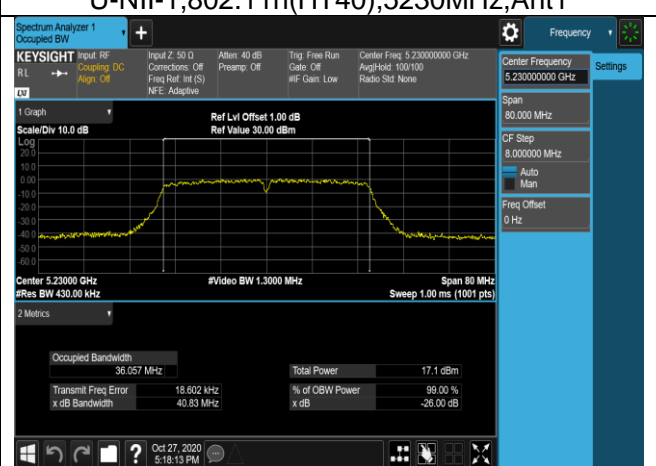 U-NII-1,802.11n(HT40),5230MHz,Ant1
Spectrum Analyzer 1
Occupied BW
+
Frequency
KEYSIGHT
R L
LXI
Input: RF
Coupling: DC
Align: Off
Input Z: 50 Ω
Corrections: Off
Freq Ref: Int (S)
NFE: Adaptive
Atten: 40 dB
Preamp: Off
Trig: Free Run
Gate: Off
#IF Gain: Low
Center Freq: 5.230000000 GHz
Avg|Hold: 100/100
Radio Std: None
Center Frequency
5.230000000 GHz
Settings
Span
80.000 MHz
CF Step
8.000000 MHz
Auto
Man
Freq Offset
0 Hz
1 Graph
Scale/Div 10.0 dB
Ref Lvl Offset 1.00 dB
Ref Value 30.00 dBm
Log
20.0
10.0
0.00
-10.0
-20.0
-30.0
-40.0
-50.0
-60.0
Center 5.23000 GHz
#Video BW 1.3000 MHz
Span 80 MHz
#Res BW 430.00 kHz
Sweep 1.00 ms (1001 pts)
2 Metrics
Occupied Bandwidth
36.057 MHz
Total Power 17.1 dBm
Transmit Freq Error 18.602 kHz
% of OBW Power 99.00 %
x dB Bandwidth 40.83 MHz
x dB -26.00 dB
?
Oct 27, 2020
5:18:13 PM